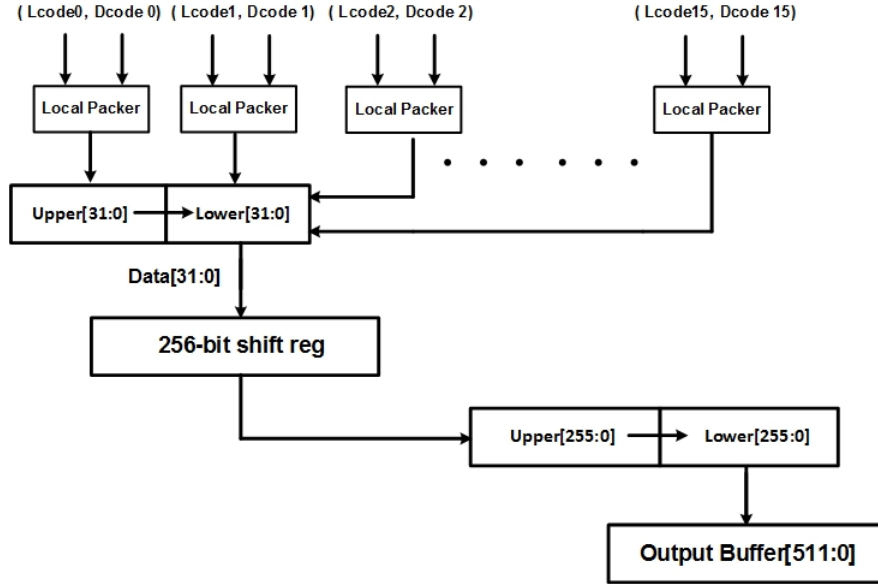 ( Lcode0, Dcode 0) ( Lcode1, Dcode 1) ( Lcode2, Dcode 2) ( Lcode15, Dcode 15)
Local Packer Local Packer Local Packer Local Packer
Upper[31:0] Lower[31:0]
Data[31:0]
256-bit shift reg
Upper[255:0] Lower[255:0]
Output Buffer[511:0]